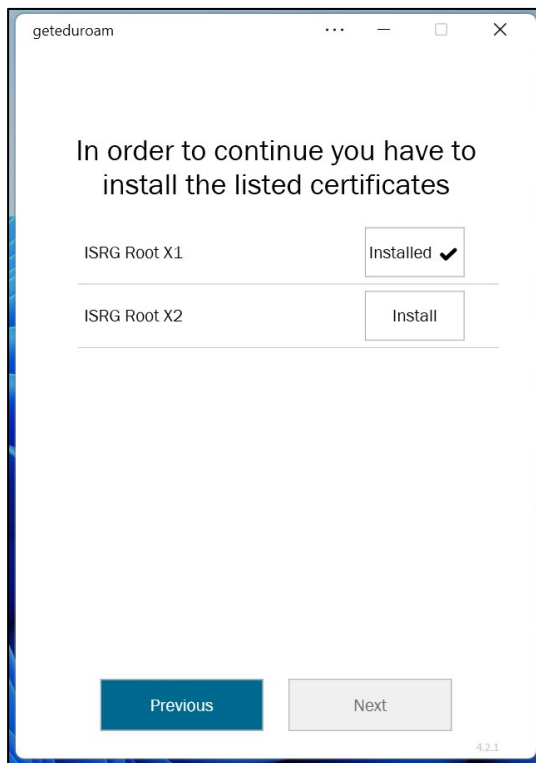 geteduroam
In order to continue you have to
install the listed certificates
ISRG Root X1
Installed
ISRG Root X2
Install
Previous
Next
4.2.1